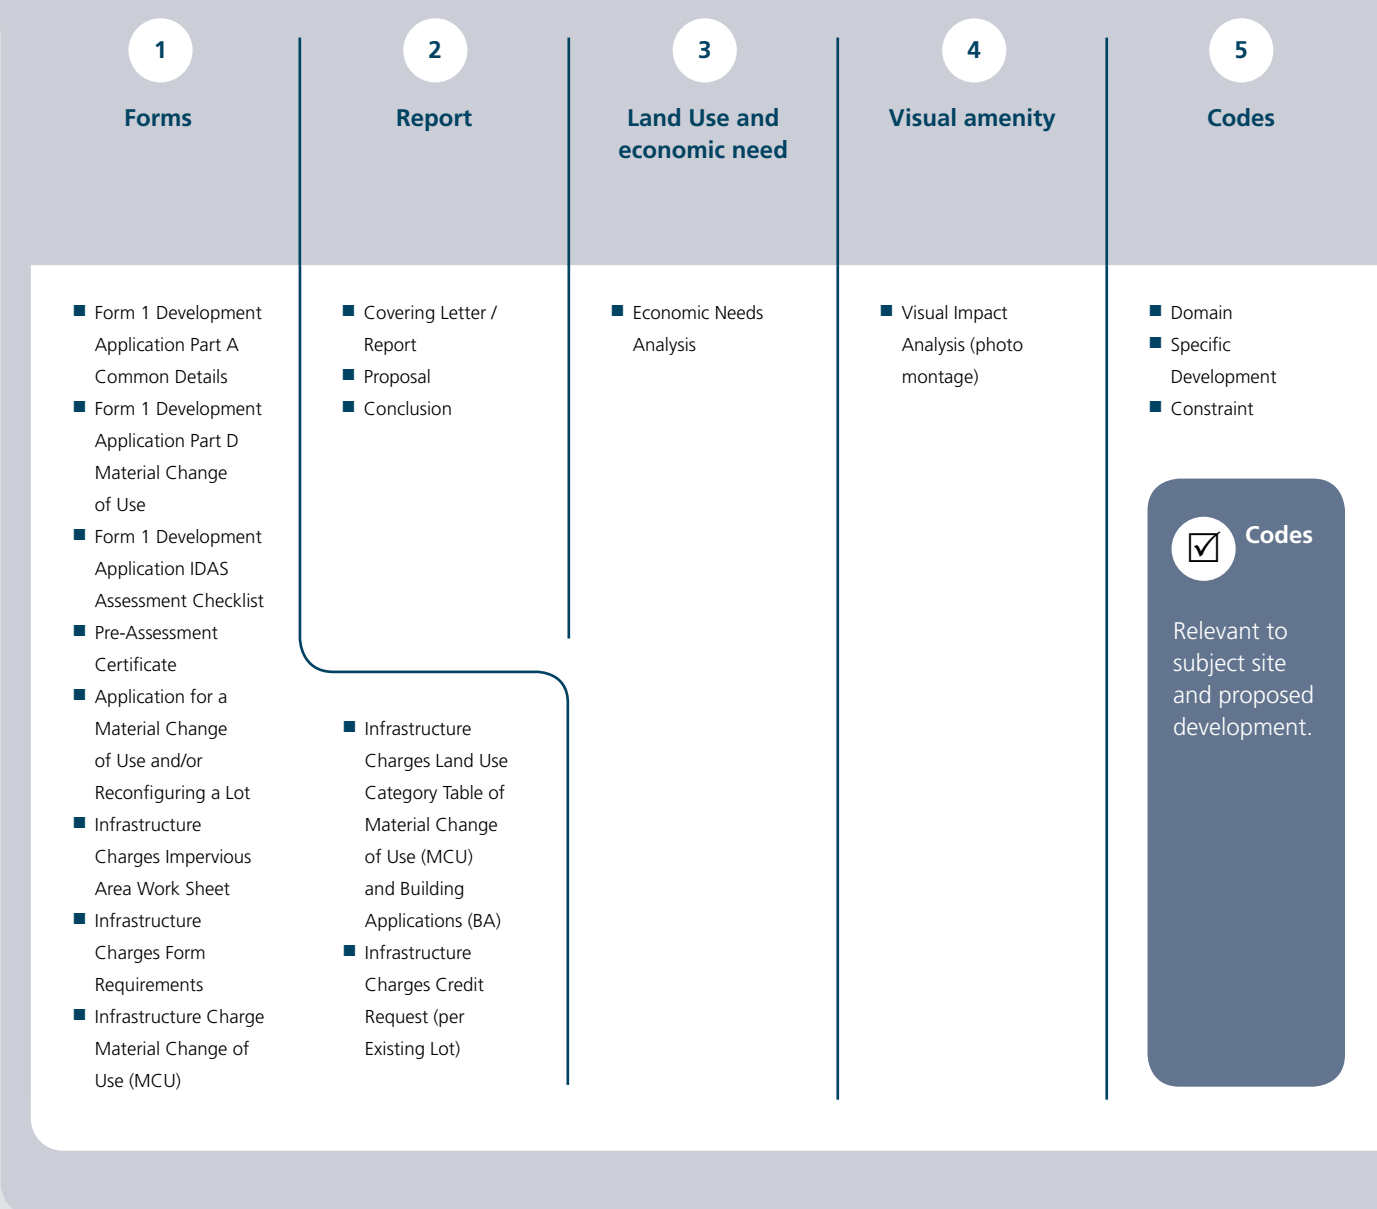 1
Forms
2
Report
3
Land Use and
economic need
4
Visual amenity
5
Codes
■ Form 1 Development
Application Part A
Common Details
■ Form 1 Development
Application Part D
Material Change
of Use
■ Form 1 Development
Application IDAS
Assessment Checklist
■ Pre-Assessment
Certificate
■ Application for a
Material Change
of Use and/or
Reconfiguring a Lot
■ Infrastructure
Charges Impervious
Area Work Sheet
■ Infrastructure
Charges Form
Requirements
■ Infrastructure Charge
Material Change of
Use (MCU)
■ Infrastructure
Charges Land Use
Category Table of
Material Change
of Use (MCU)
and Building
Applications (BA)
■ Infrastructure
Charges Credit
Request (per
Existing Lot)
■ Covering Letter /
Report
■ Proposal
■ Conclusion
■ Economic Needs
Analysis
■ Visual Impact
Analysis (photo
montage)
■ Domain
■ Specific
Development
■ Constraint
☑ Codes
Relevant to
subject site
and proposed
development.